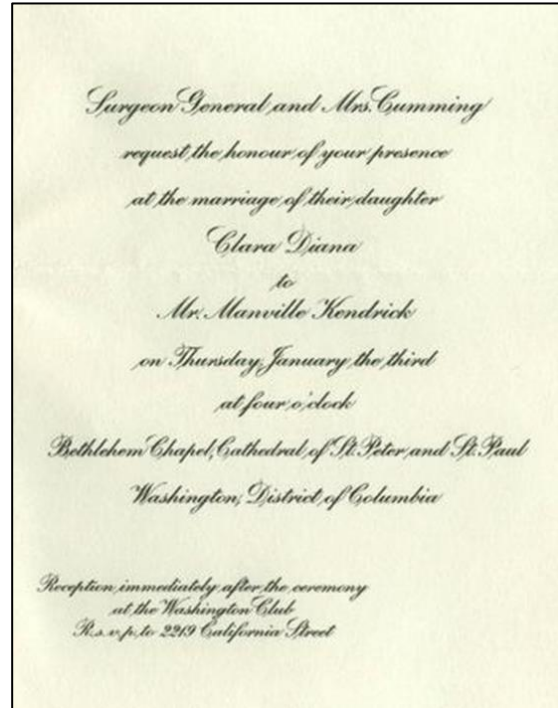 Surgeon General and Mrs. Cumming
request the honour of your presence
at the marriage of their daughter
Clara Diana
to
Mr. Manville Kendrick
on Thursday, January the third
at four o'clock
Bethlehem Chapel, Cathedral of St. Peter and St. Paul
Washington, District of Columbia
Reception immediately after the ceremony
at the Washington Club
R.s.v.p. to 2219 California Street